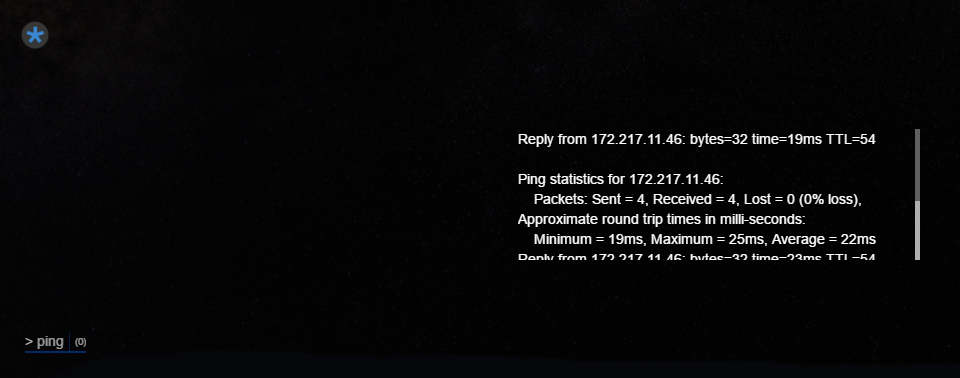 Reply from 172.217.11.46: bytes=32 time=19ms TTL=54
Ping statistics for 172.217.11.46:
Packets: Sent = 4, Received = 4, Lost = 0 (0% loss),
Approximate round trip times in milli-seconds:
Minimum = 19ms, Maximum = 25ms, Average = 22ms
Reply from 172.217.11.46: bytes=32 time=23ms TTL=54
> ping (0)